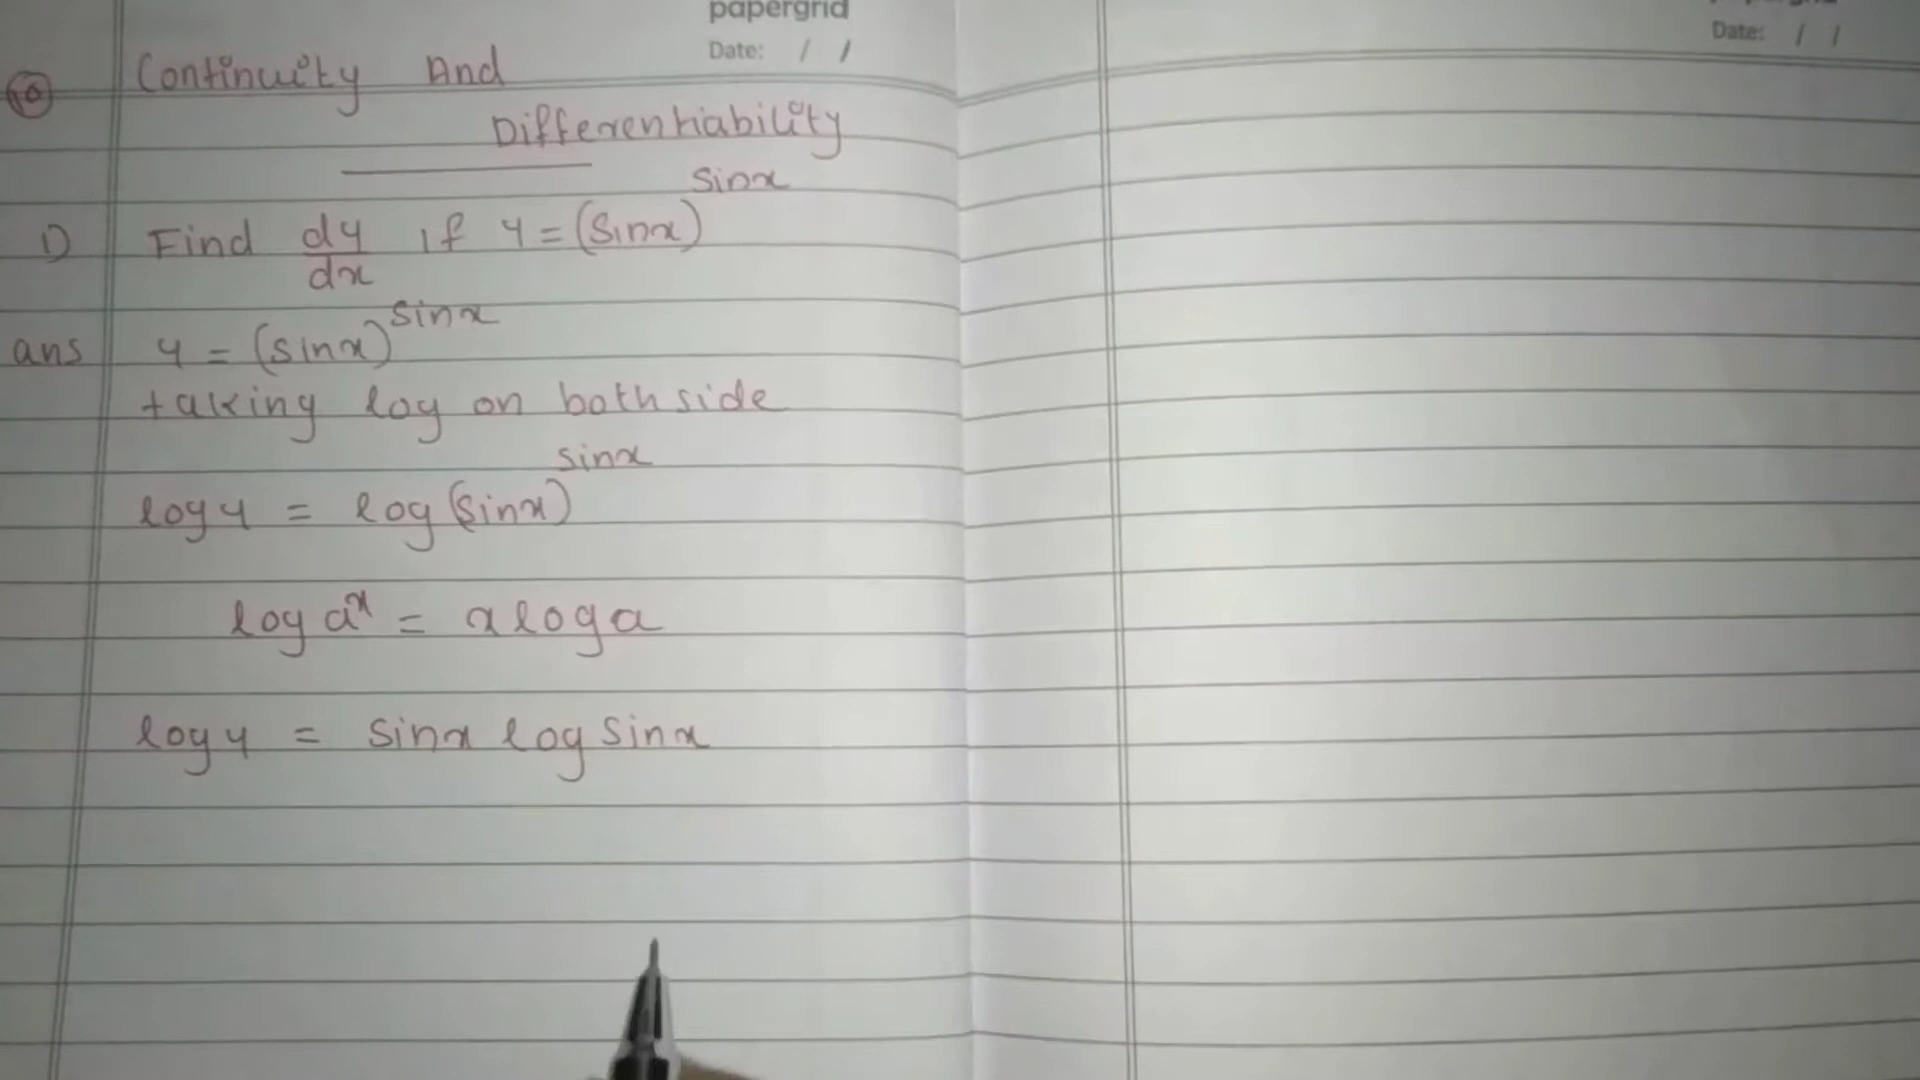 papergrid
Date: / /
Date: / /
Continuity And
Differentiability
1) Find dy/dx if y = (sinx)^sinx
ans y = (sinx)^sinx
taking log on both side
log y = log (sinx)^sinx
log a^x = x log a
log y = sinx log sinx